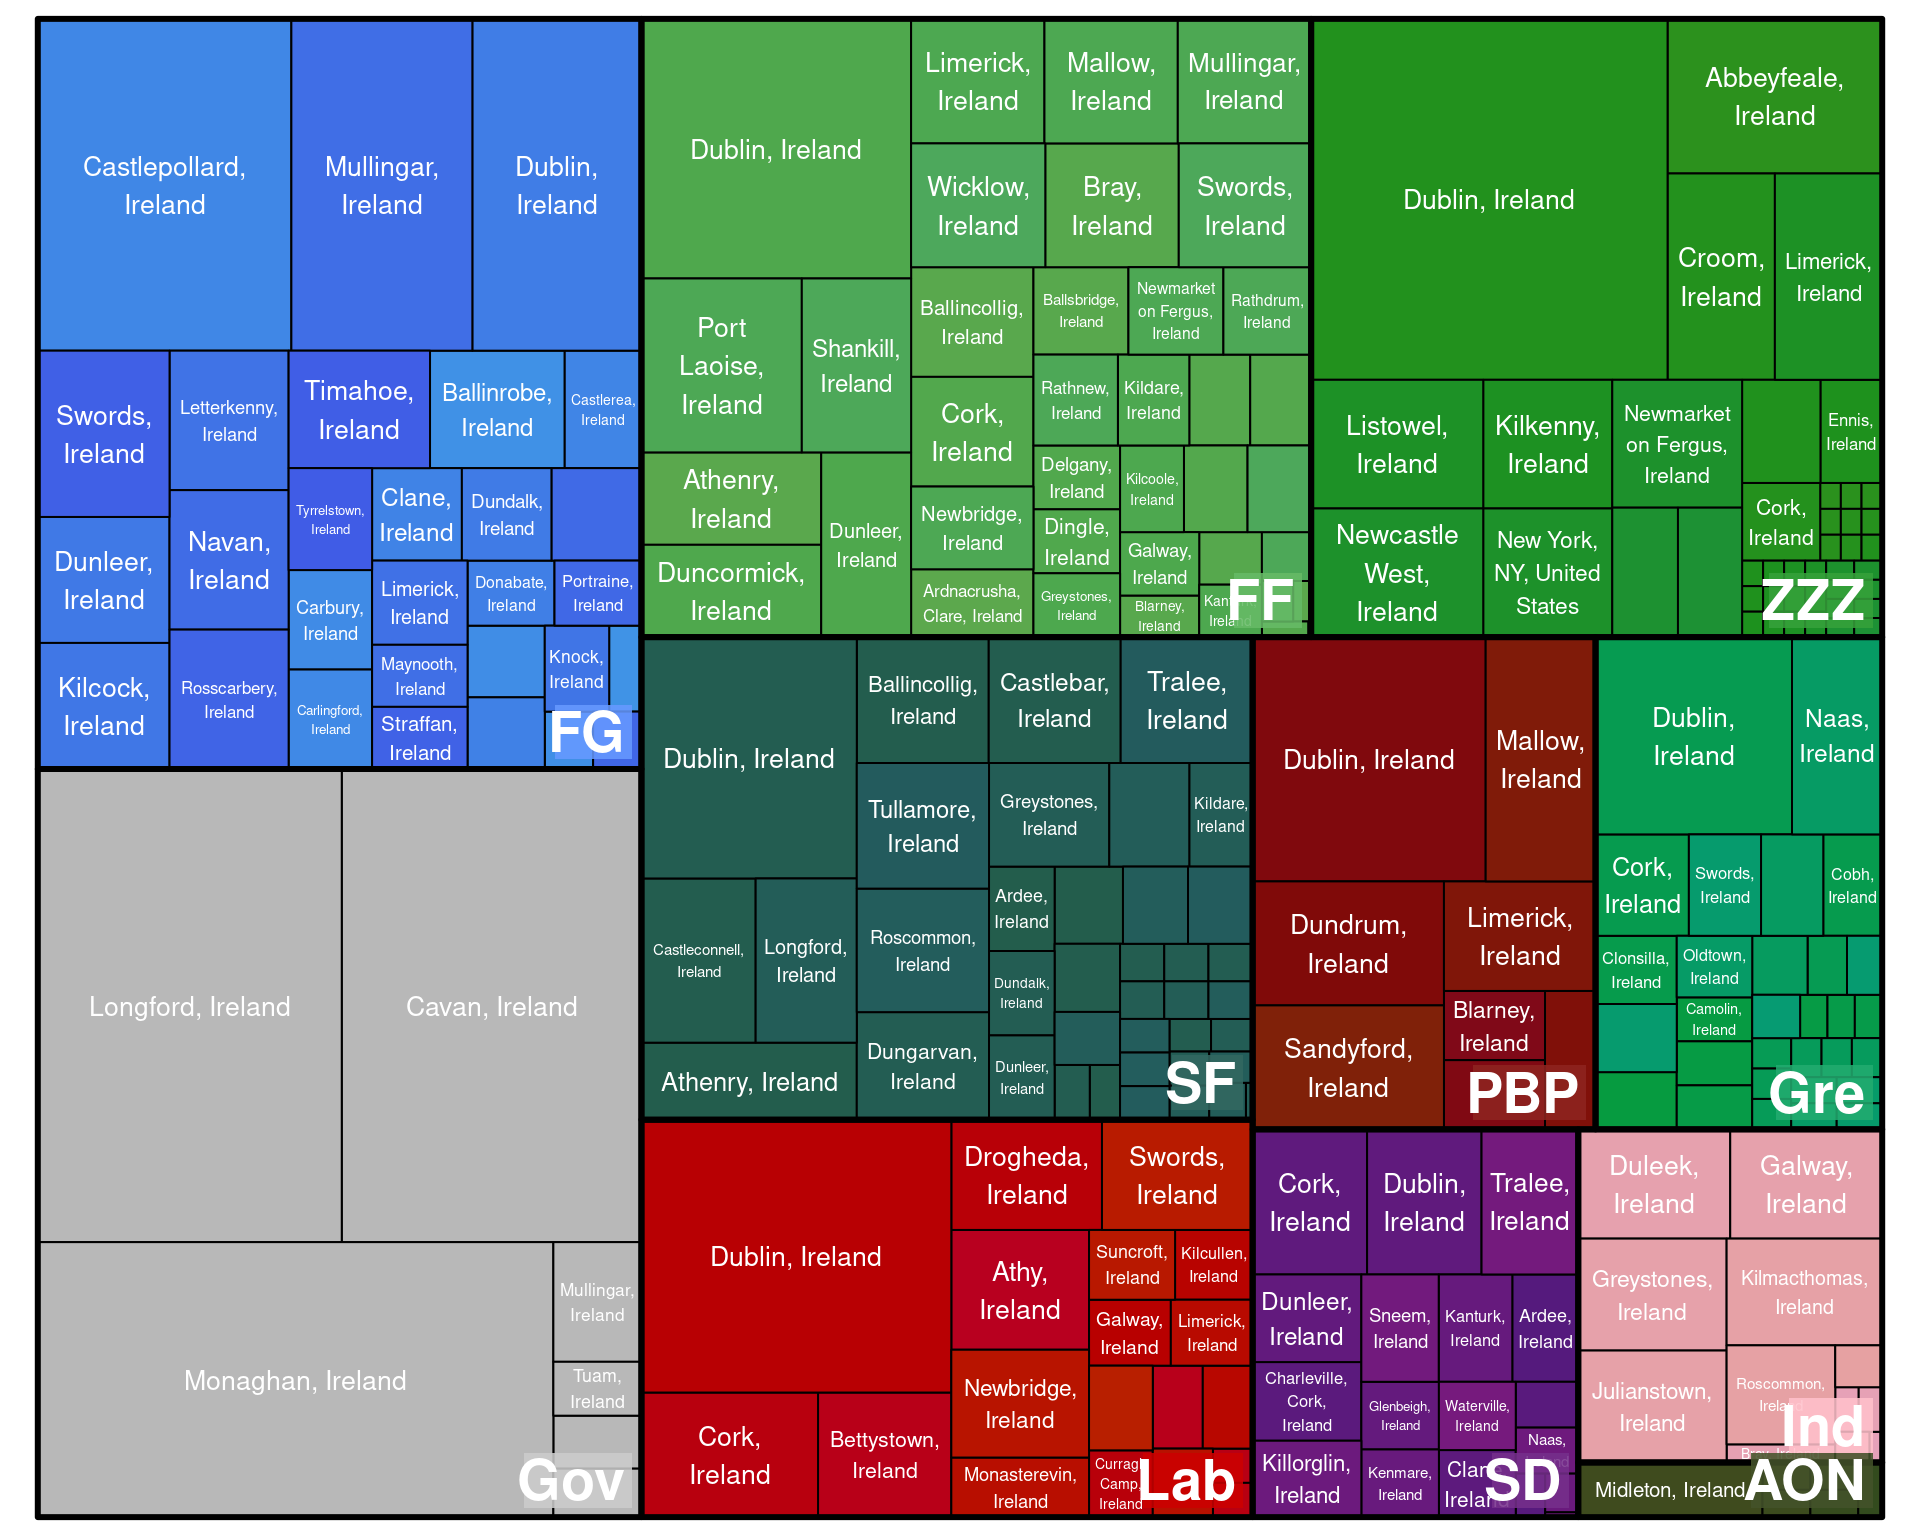 Castlepollard,
Ireland
Mullingar,
Ireland
Dublin,
Ireland
Swords,
Ireland
Letterkenny,
Ireland
Timahoe,
Ireland
Ballinrobe,
Ireland
Castlerea,
Ireland
Dunleer,
Ireland
Navan,
Ireland
Tyrrelstown,
Ireland
Clane,
Ireland
Dundalk,
Ireland
Carbury,
Ireland
Limerick,
Ireland
Donabate,
Ireland
Portraine,
Ireland
Kilcock,
Ireland
Rosscarbery,
Ireland
Carlingford,
Ireland
Maynooth,
Ireland
Straffan,
Ireland
Knock,
Ireland
FG
Longford, Ireland
Cavan, Ireland
Monaghan, Ireland
Mullingar,
Ireland
Tuam,
Ireland
Gov
Dublin, Ireland
Limerick,
Ireland
Mallow,
Ireland
Mullingar,
Ireland
Wicklow,
Ireland
Bray,
Ireland
Swords,
Ireland
Port
Laoise,
Ireland
Shankill,
Ireland
Ballincollig,
Ireland
Ballsbridge,
Ireland
Newmarket
on Fergus,
Ireland
Rathdrum,
Ireland
Cork,
Ireland
Rathnew,
Ireland
Kildare,
Ireland
Athenry,
Ireland
Dunleer,
Ireland
Newbridge,
Ireland
Delgany,
Ireland
Kilcoole,
Ireland
Dingle,
Ireland
Galway,
Ireland
Duncormick,
Ireland
Ardnacrusha,
Clare, Ireland
Greystones,
Ireland
Blarney,
Ireland
FF
Dublin, Ireland
Abbeyfeale,
Ireland
Croom,
Ireland
Limerick,
Ireland
Listowel,
Ireland
Kilkenny,
Ireland
Newmarket
on Fergus,
Ireland
Ennis,
Ireland
Newcastle
West,
Ireland
New York,
NY, United
States
Cork,
Ireland
ZZZ
Dublin, Ireland
Ballincollig,
Ireland
Castlebar,
Ireland
Tralee,
Ireland
Tullamore,
Ireland
Greystones,
Ireland
Kildare,
Ireland
Castleconnell,
Ireland
Longford,
Ireland
Roscommon,
Ireland
Ardee,
Ireland
Dundalk,
Ireland
Athenry, Ireland
Dungarvan,
Ireland
Dunleer,
Ireland
SF
Dublin, Ireland
Mallow,
Ireland
Dundrum,
Ireland
Limerick,
Ireland
Sandyford,
Ireland
Blarney,
Ireland
PBP
Dublin,
Ireland
Naas,
Ireland
Cork,
Ireland
Swords,
Ireland
Cobh,
Ireland
Clonsilla,
Ireland
Oldtown,
Ireland
Camolin,
Ireland
Gre
Dublin, Ireland
Drogheda,
Ireland
Swords,
Ireland
Athy,
Ireland
Suncroft,
Ireland
Kilcullen,
Ireland
Galway,
Ireland
Limerick,
Ireland
Cork,
Ireland
Bettystown,
Ireland
Newbridge,
Ireland
Monasterevin,
Ireland
Camp,
Ireland
Lab
Cork,
Ireland
Dublin,
Ireland
Tralee,
Ireland
Dunleer,
Ireland
Sneem,
Ireland
Kanturk,
Ireland
Ardee,
Ireland
Charleville,
Cork,
Ireland
Glenbeigh,
Ireland
Waterville,
Ireland
Naas,
Killorglin,
Ireland
Kenmare,
Ireland
SD
Duleek,
Ireland
Galway,
Ireland
Greystones,
Ireland
Kilmacthomas,
Ireland
Julianstown,
Ireland
Roscommon,
Ind
Midleton, Ireland
AON